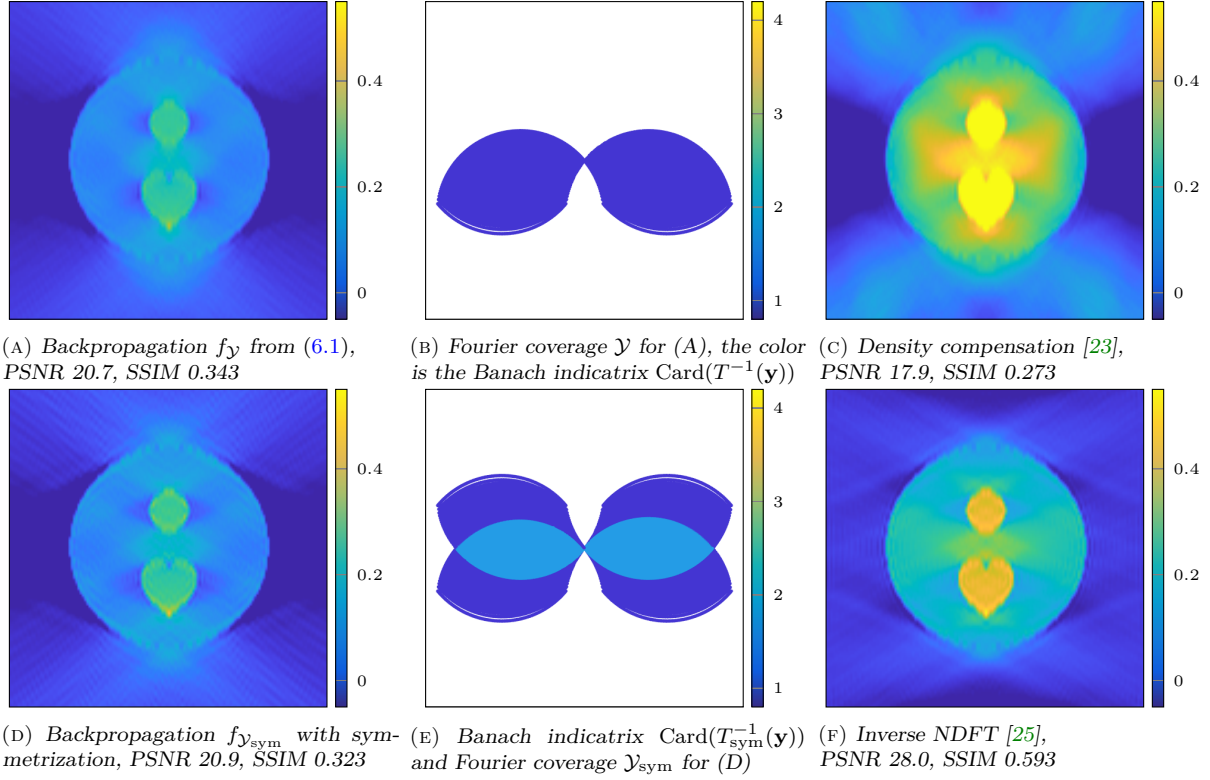 0.4
0.2
0
4
3
2
1
0.4
0.2
0
(A) Backpropagation f𝒴 from (6.1),
PSNR 20.7, SSIM 0.343
(B) Fourier coverage 𝒴 for (A), the color
is the Banach indicatrix Card(T⁻¹(y))
(C) Density compensation [23],
PSNR 17.9, SSIM 0.273
0.4
0.2
0
4
3
2
1
0.4
0.2
0
(D) Backpropagation f𝒴sym with sym-
metrization, PSNR 20.9, SSIM 0.323
(E) Banach indicatrix Card(T⁻¹sym(y))
and Fourier coverage 𝒴sym for (D)
(F) Inverse NDFT [25],
PSNR 28.0, SSIM 0.593